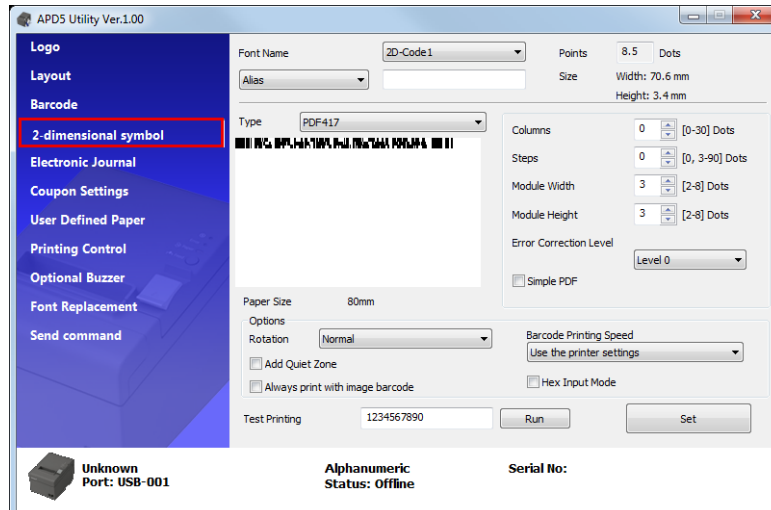 APD5 Utility Ver.1.00
Logo
Layout
Barcode
2-dimensional symbol
Electronic Journal
Coupon Settings
User Defined Paper
Printing Control
Optional Buzzer
Font Replacement
Send command
Font Name 2D-Code1 Points 8.5 Dots
Alias Size Width: 70.6 mm
Height: 3.4 mm
Type PDF417
Columns 0 [0-30] Dots
Steps 0 [0, 3-90] Dots
Module Width 3 [2-8] Dots
Module Height 3 [2-8] Dots
Error Correction Level
Level 0
Simple PDF
Paper Size 80mm
Options
Rotation Normal
Barcode Printing Speed
Use the printer settings
Add Quiet Zone
Always print with image barcode
Hex Input Mode
Test Printing 1234567890 Run Set
Unknown
Port: USB-001
Alphanumeric
Status: Offline
Serial No: